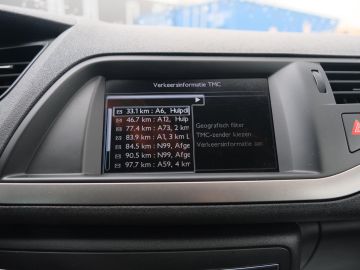 Verkeersinformatie TMC
33.1 km : A6, Hulpdi
46.7 km : A12, Hulp
77.4 km : A73, 2 km
83.9 km : A1, 3 km L
84.5 km : N99, Afge
90.5 km : N99, Afge
97.7 km : A59, 4 km
Geografisch filter
TMC-zender kiezen
Verkeersinformatie aan